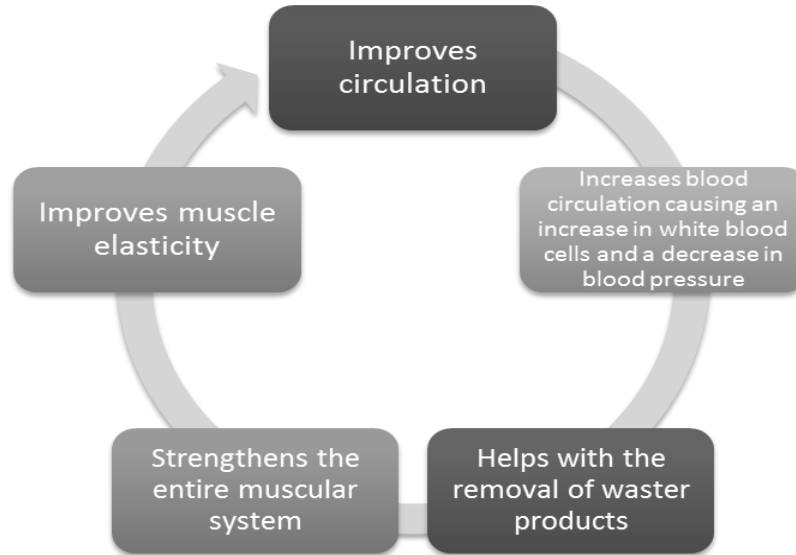 Improves
circulation
Increases blood
circulation causing an
increase in white blood
cells and a decrease in
blood pressure
Helps with the
removal of waster
products
Strengthens the
entire muscular
system
Improves muscle
elasticity